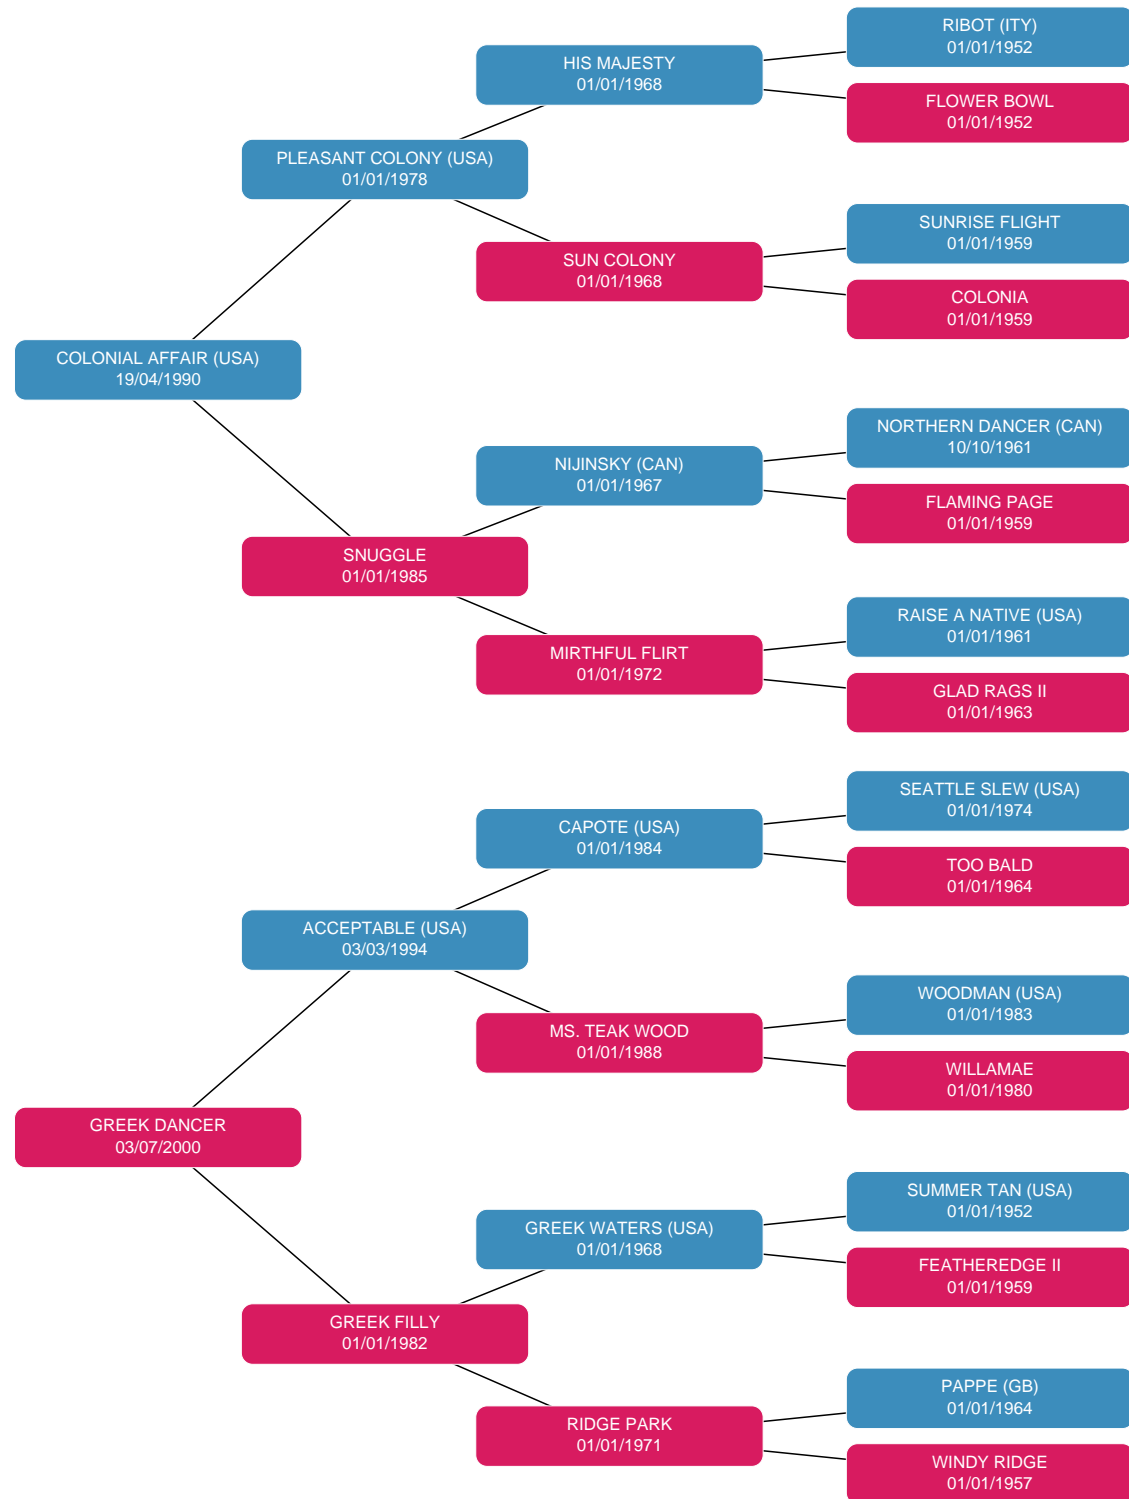 RIBOT (ITY)
01/01/1952
HIS MAJESTY
01/01/1968
FLOWER BOWL
01/01/1952
PLEASANT COLONY (USA)
01/01/1978
SUNRISE FLIGHT
01/01/1959
SUN COLONY
01/01/1968
COLONIA
01/01/1959
COLONIAL AFFAIR (USA)
19/04/1990
NORTHERN DANCER (CAN)
10/10/1961
NIJINSKY (CAN)
01/01/1967
FLAMING PAGE
01/01/1959
SNUGGLE
01/01/1985
RAISE A NATIVE (USA)
01/01/1961
MIRTHFUL FLIRT
01/01/1972
GLAD RAGS II
01/01/1963
SEATTLE SLEW (USA)
01/01/1974
CAPOTE (USA)
01/01/1984
TOO BALD
01/01/1964
ACCEPTABLE (USA)
03/03/1994
WOODMAN (USA)
01/01/1983
MS. TEAK WOOD
01/01/1988
WILLAMAE
01/01/1980
GREEK DANCER
03/07/2000
SUMMER TAN (USA)
01/01/1952
GREEK WATERS (USA)
01/01/1968
FEATHEREDGE II
01/01/1959
GREEK FILLY
01/01/1982
PAPPE (GB)
01/01/1964
RIDGE PARK
01/01/1971
WINDY RIDGE
01/01/1957